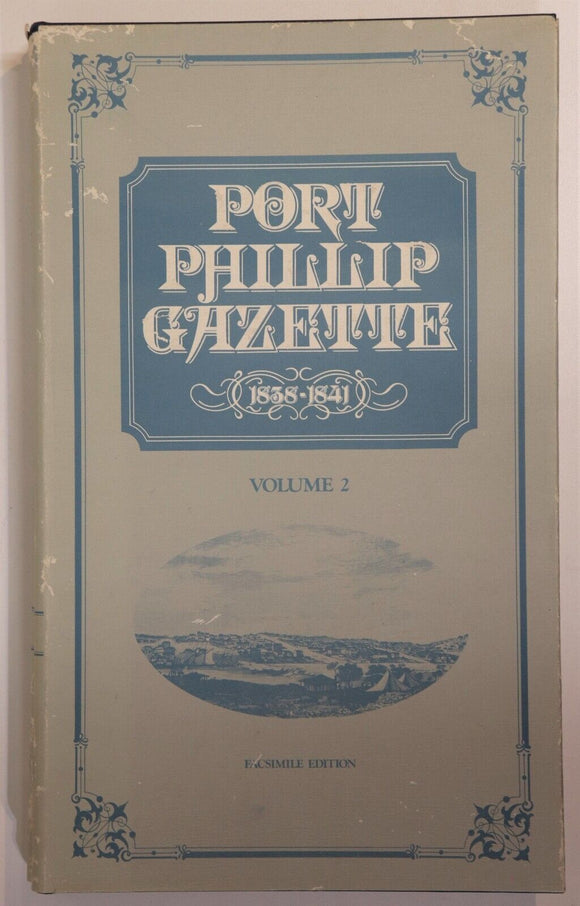 PORT
PHILLIP
GAZETTE
1838-1841
VOLUME 2
FACSIMILE EDITION